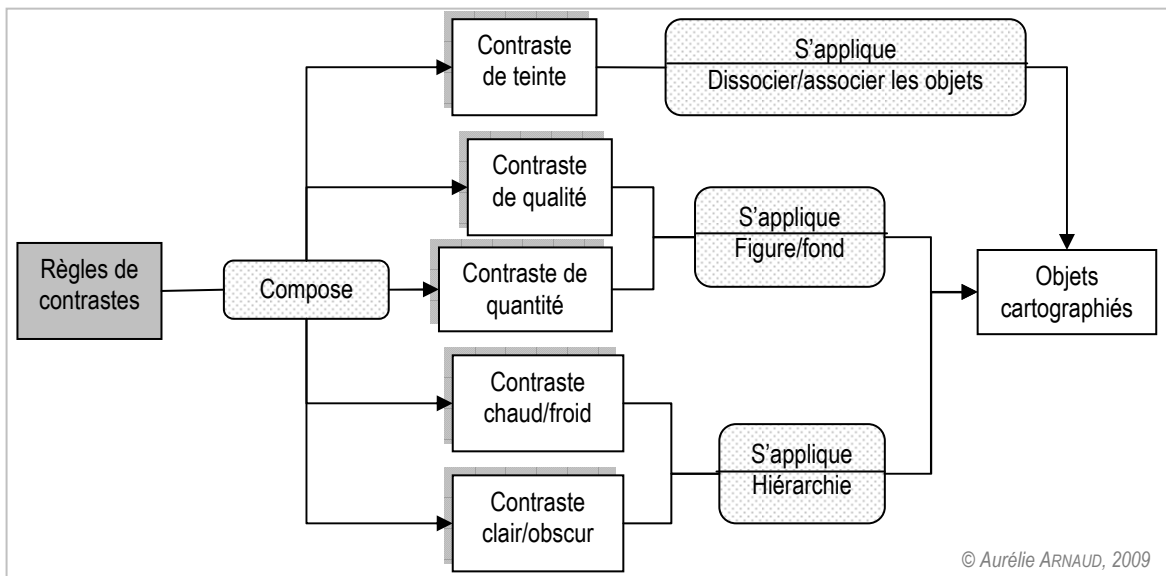 Contraste
de teinte
S'applique
Dissocier/associer les objets
Contraste
de qualité
S'applique
Figure/fond
Règles de
contrastes
Compose
Contraste de
quantité
Objets
cartographiés
Contraste
chaud/froid
S'applique
Hiérarchie
Contraste
clair/obscur
© Aurélie ARNAUD, 2009